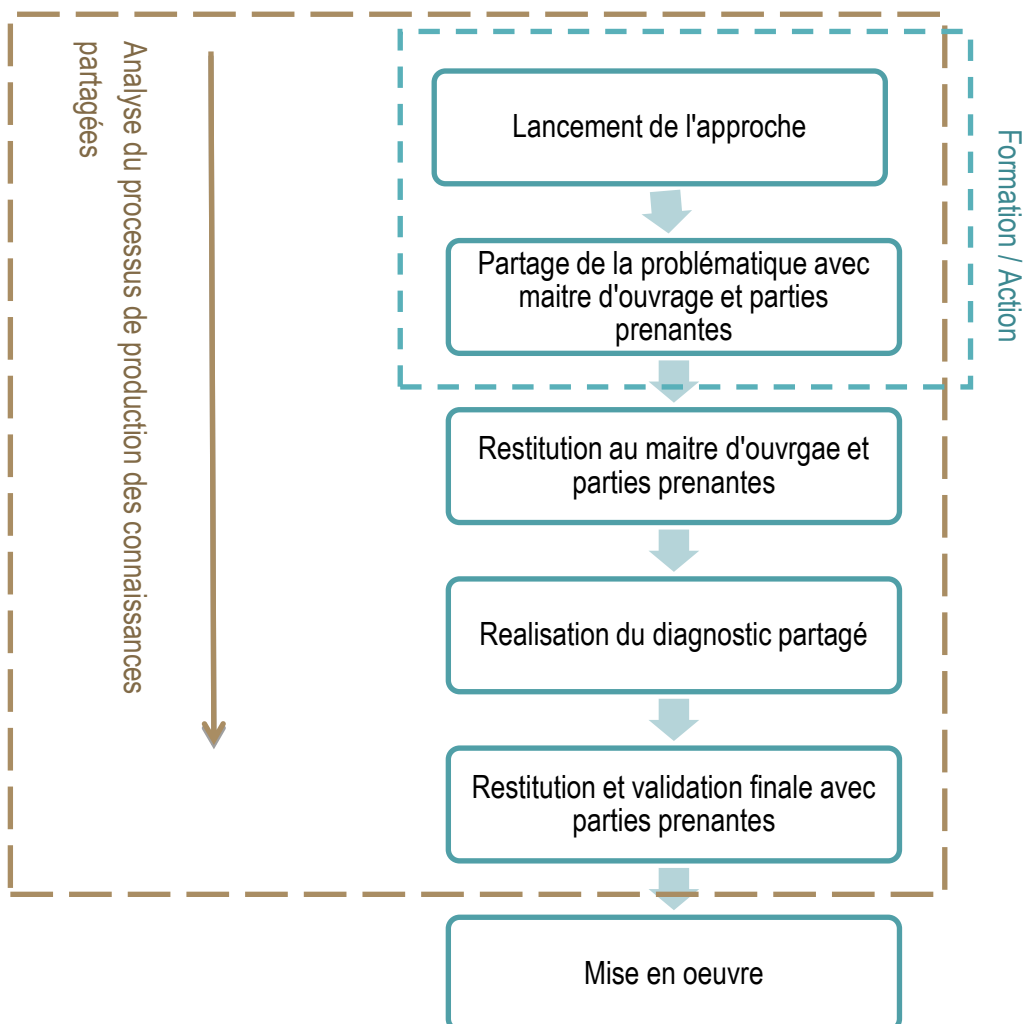 Analyse du processus de production des connaissances
partagées
Formation / Action
Lancement de l'approche
Partage de la problématique avec
maitre d'ouvrage et parties
prenantes
Restitution au maitre d'ouvrgae et
parties prenantes
Realisation du diagnostic partagé
Restitution et validation finale avec
parties prenantes
Mise en oeuvre